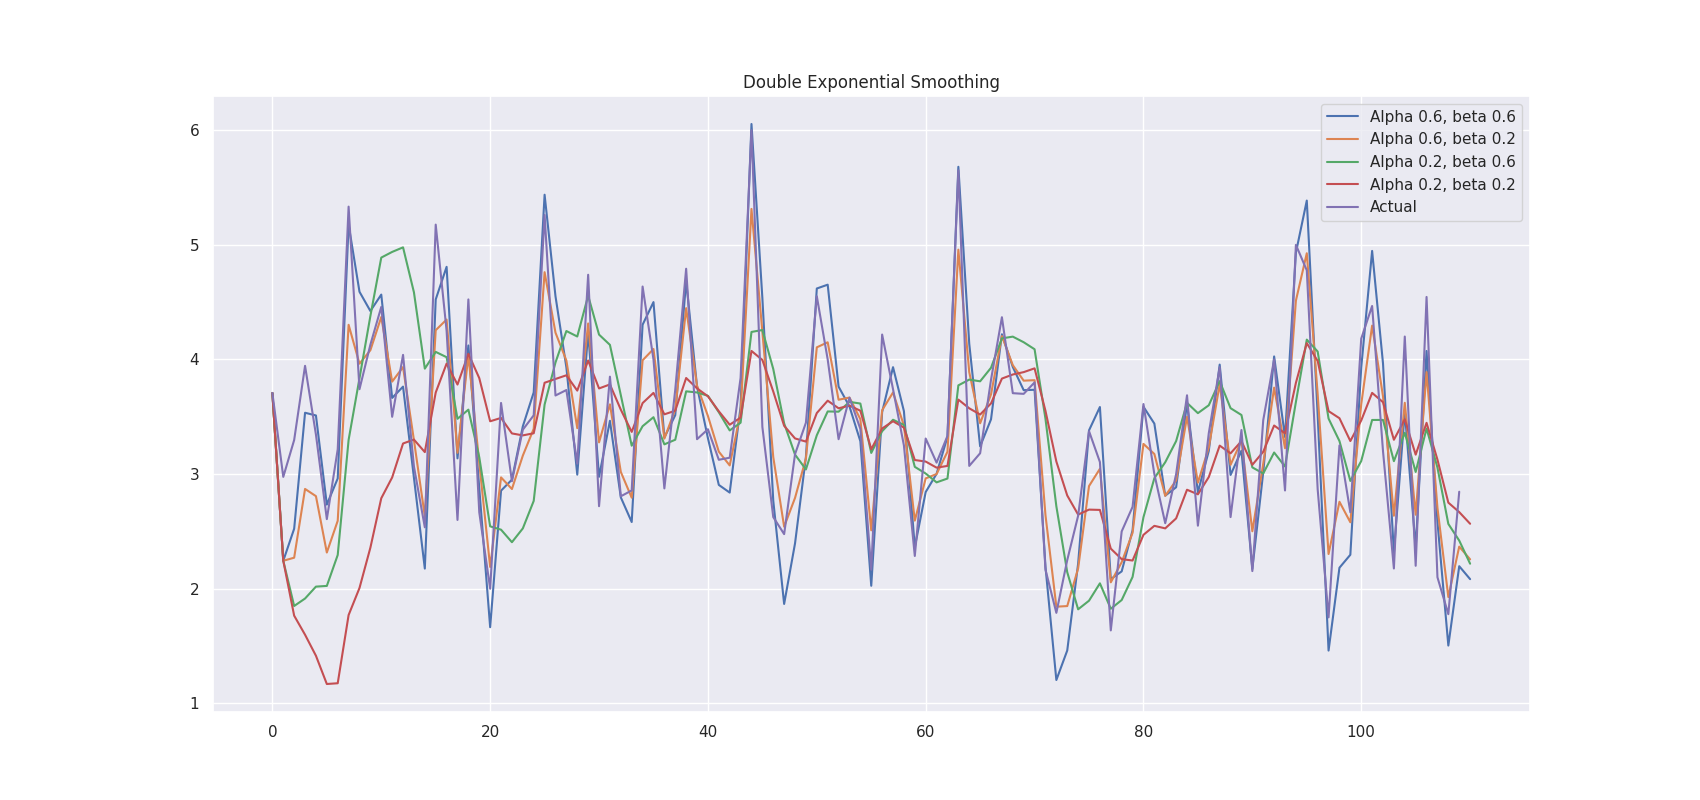 Double Exponential Smoothing
Alpha 0.6, beta 0.6
Alpha 0.6, beta 0.2
Alpha 0.2, beta 0.6
Alpha 0.2, beta 0.2
Actual
6
5
4
3
2
1
0 20 40 60 80 100